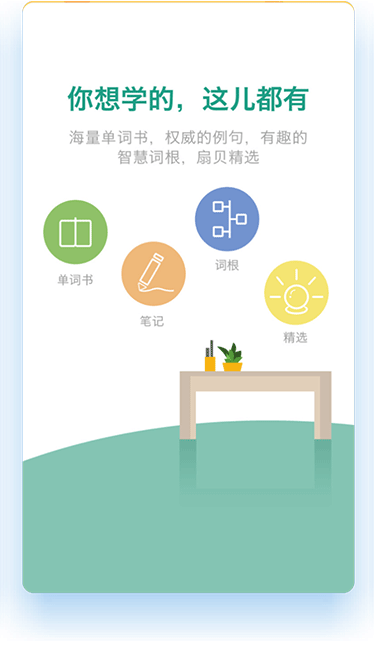 你想学的，这儿都有
海量单词书，权威的例句，有趣的
智慧词根，扇贝精选
单词书
笔记
词根
精选